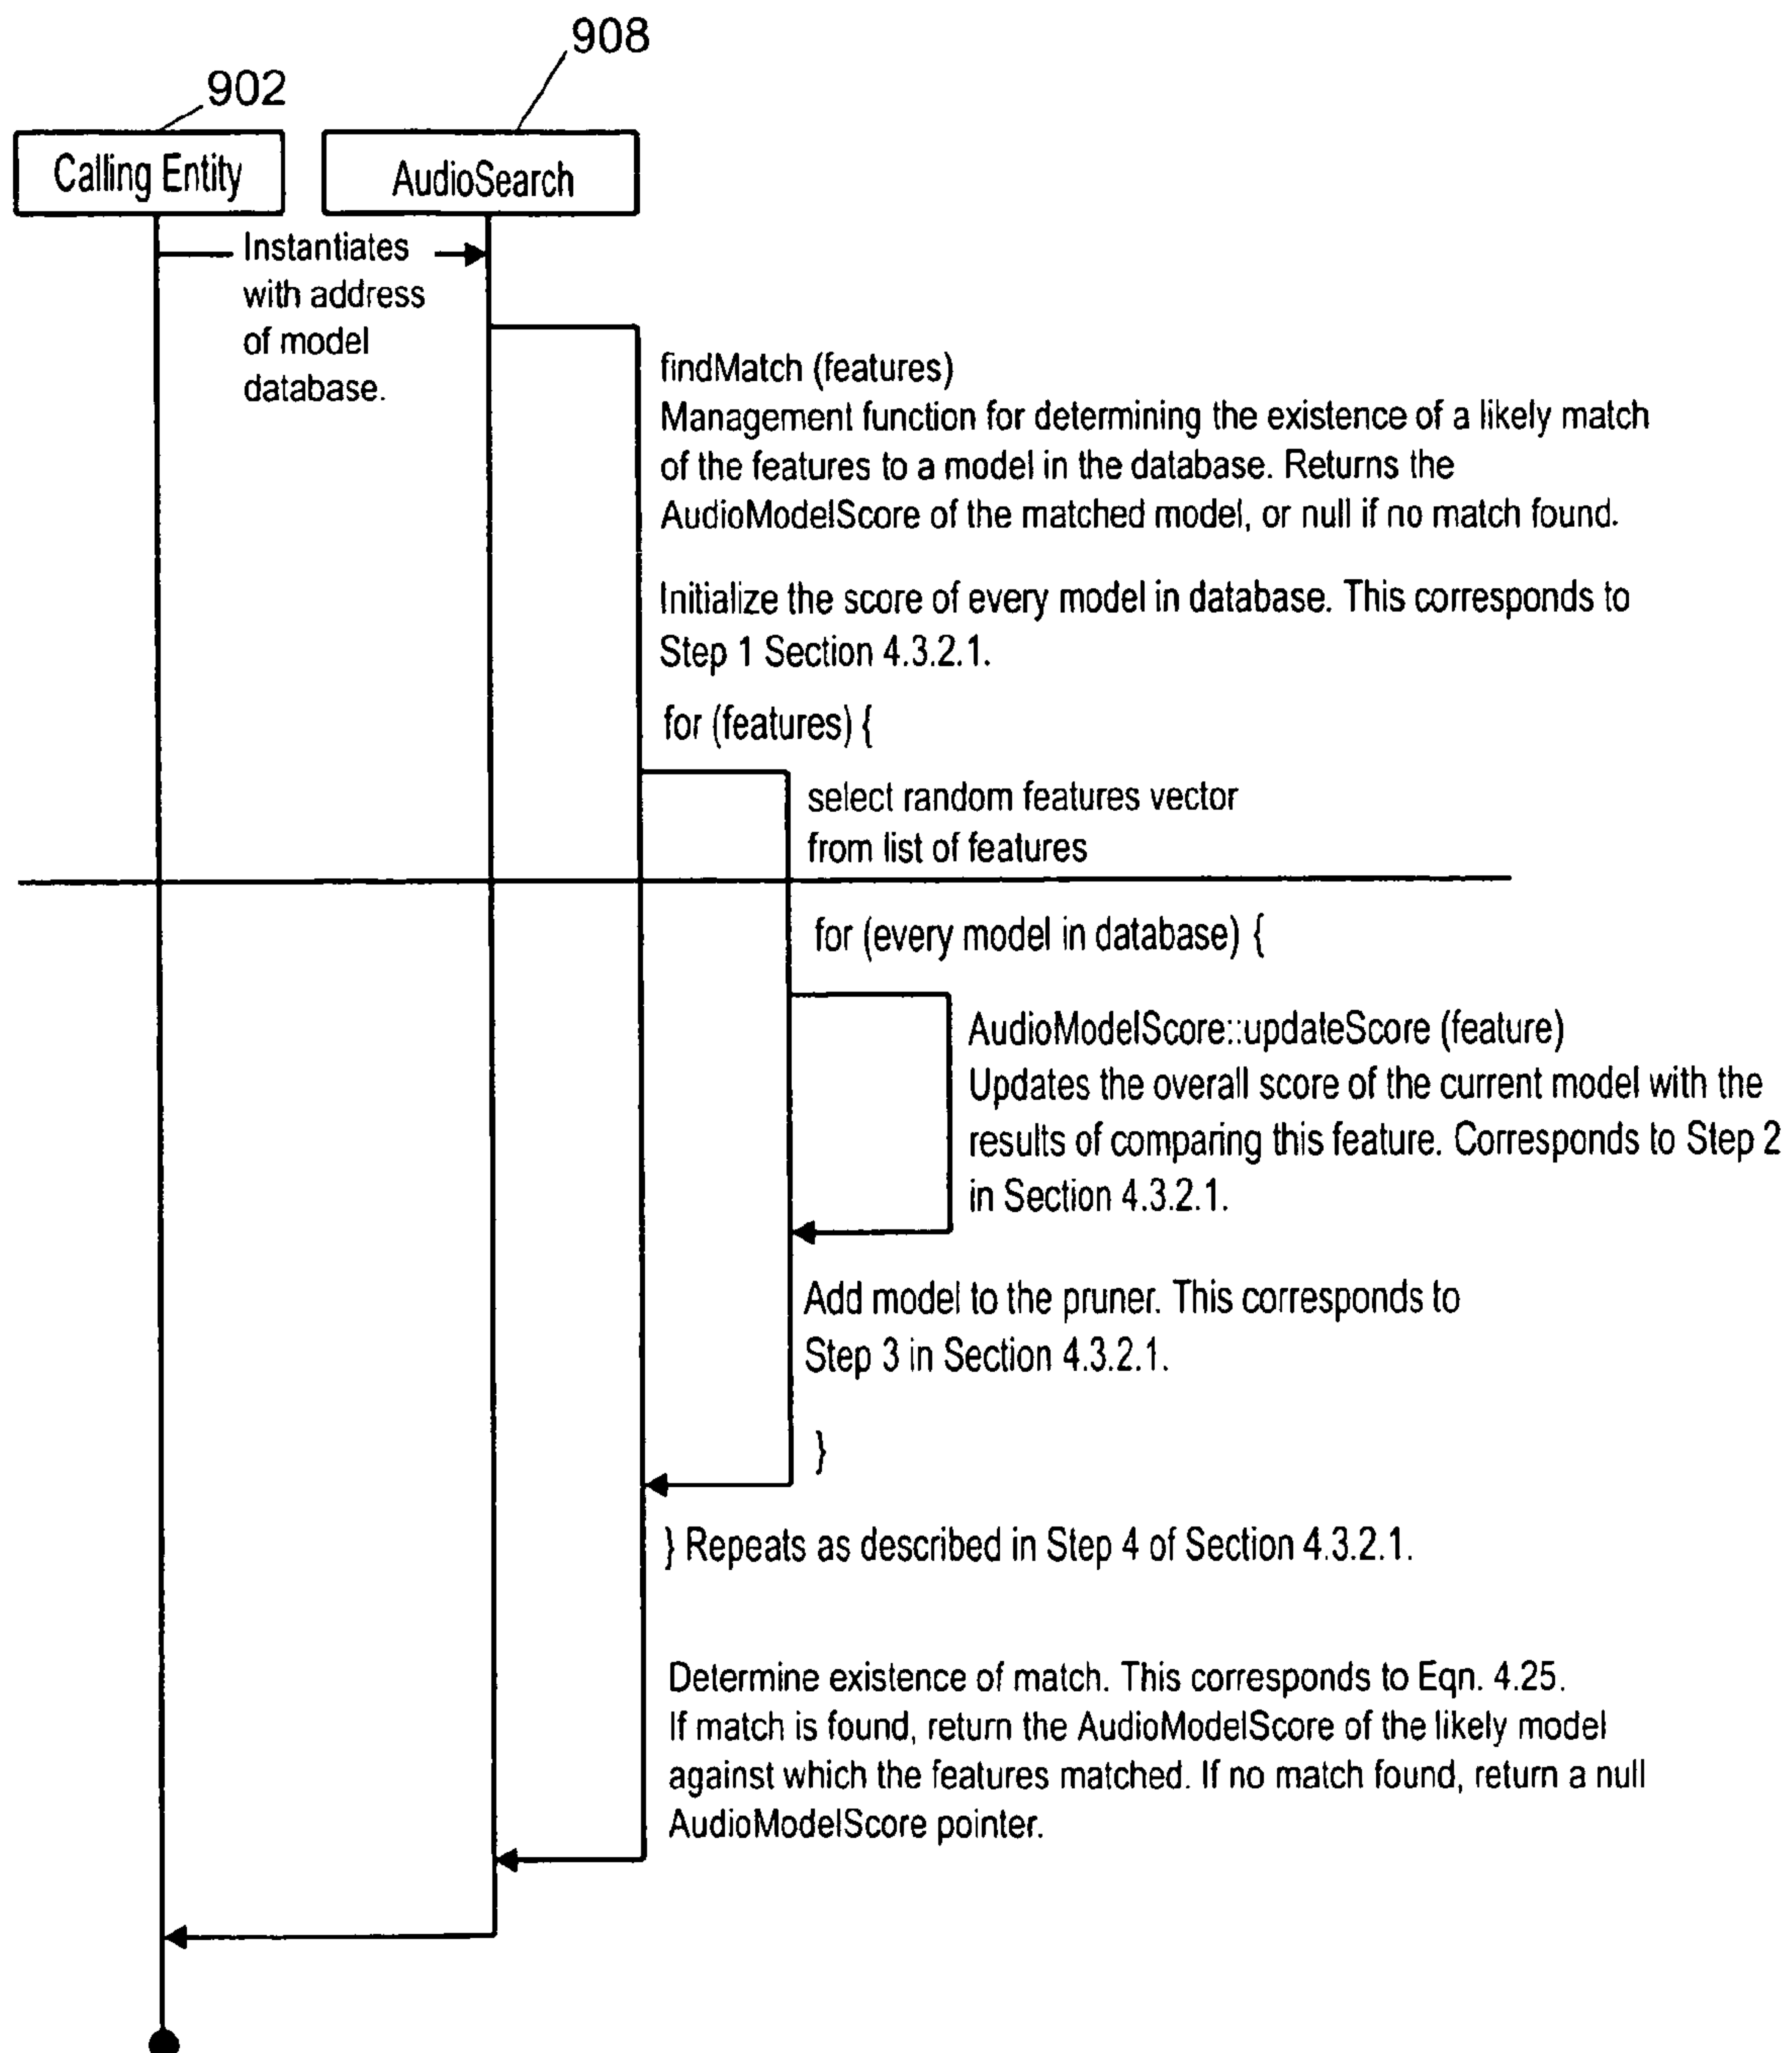 908
902
Calling Entity
AudioSearch
Instantiates
with address
of model
database.
findMatch (features)
Management function for determining the existence of a likely match
of the features to a model in the database. Returns the
AudioModelScore of the matched model, or null if no match found.
Initialize the score of every model in database. This corresponds to
Step 1 Section 4.3.2.1.
for (features) {
select random features vector
from list of features
for (every model in database) {
AudioModelScore::updateScore (feature)
Updates the overall score of the current model with the
results of comparing this feature. Corresponds to Step 2
in Section 4.3.2.1.
Add model to the pruner. This corresponds to
Step 3 in Section 4.3.2.1.
}
} Repeats as described in Step 4 of Section 4.3.2.1.
Determine existence of match. This corresponds to Eqn. 4.25.
If match is found, return the AudioModelScore of the likely model
against which the features matched. If no match found, return a null
AudioModelScore pointer.